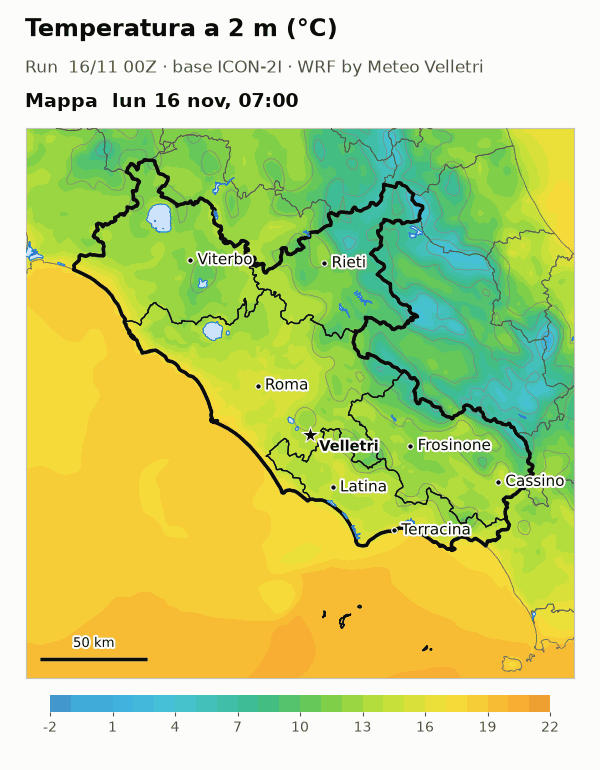 Temperatura a 2 m (°C)
Run  16/11 00Z · base ICON-2I · WRF by Meteo Velletri
Mappa  lun 16 nov, 07:00
Viterbo
Rieti
Roma
Velletri
Frosinone
Latina
Cassino
Terracina
50 km
-2 1 4 7 10 13 16 19 22